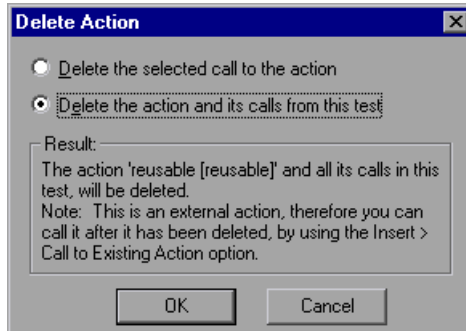 Delete Action
Delete the selected call to the action
Delete the action and its calls from this test
Result:
The action 'reusable [reusable]' and all its calls in this
test, will be deleted.
Note: This is an external action, therefore you can
call it after it has been deleted, by using the Insert >
Call to Existing Action option.
OK
Cancel